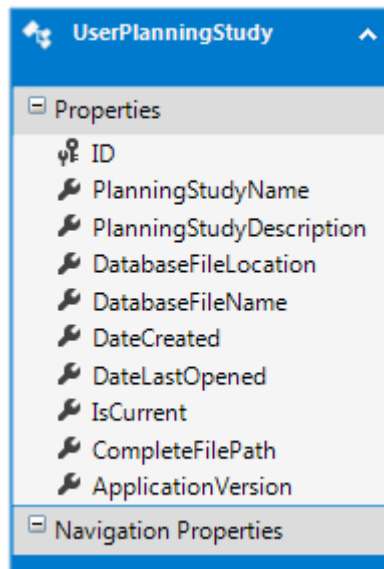 UserPlanningStudy
Properties
ID
PlanningStudyName
PlanningStudyDescription
DatabaseFileLocation
DatabaseFileName
DateCreated
DateLastOpened
IsCurrent
CompleteFilePath
ApplicationVersion
Navigation Properties